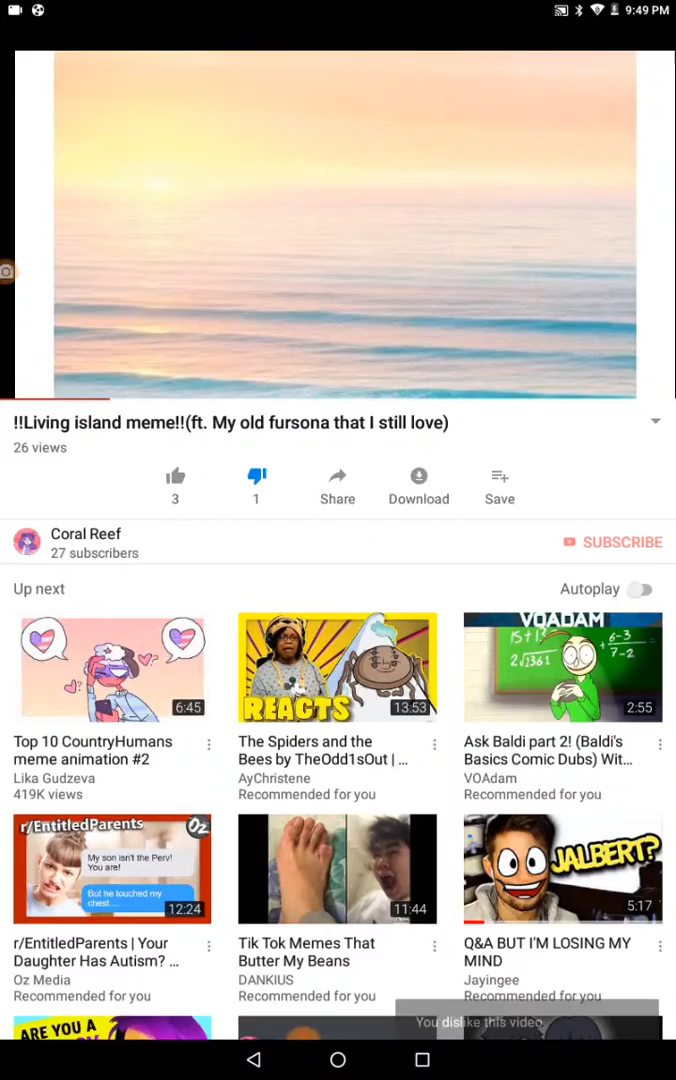 9:49 PM
!!Living island meme!!(ft. My old fursona that I still love)
26 views
3
1
Share
Download
Save
Coral Reef
27 subscribers
SUBSCRIBE
Up next
Autoplay
6:45
REACTS
13:53
VOADAM
2:55
Top 10 CountryHumans
meme animation #2
Lika Gudzeva
419K views
The Spiders and the
Bees by TheOdd1sOut | ...
AyChristene
Recommended for you
Ask Baldi part 2! (Baldi's
Basics Comic Dubs) Wit...
VOAdam
Recommended for you
r/EntitledParents
Oz
My son isn't the Perv!
You are!
But he touched my
chest....
12:24
11:44
JALBERT?
5:17
r/EntitledParents | Your
Daughter Has Autism? ...
Oz Media
Recommended for you
Tik Tok Memes That
Butter My Beans
DANKIUS
Recommended for you
Q&A BUT I'M LOSING MY
MIND
Jayingee
Recommended for you
ARE YOU A
You dislike this video